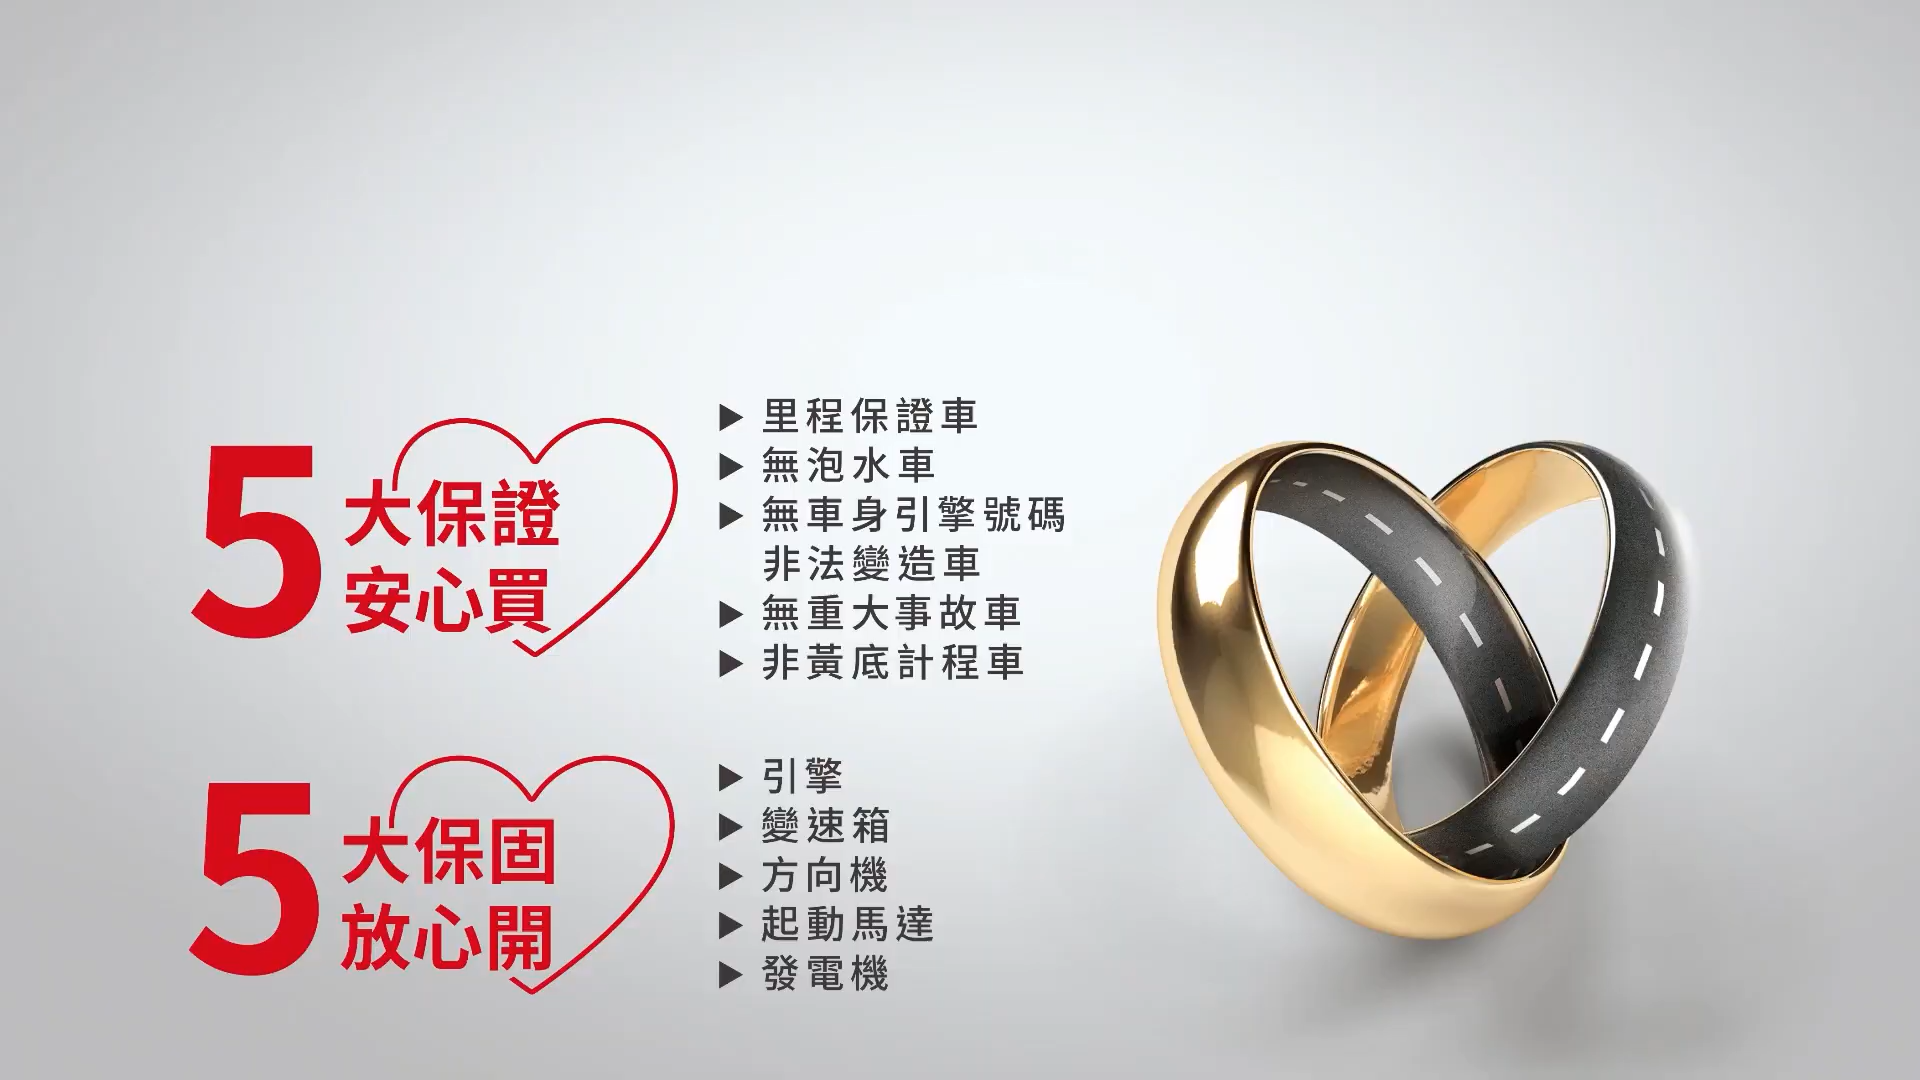 5大保證
安心買
▶ 里程保證車
▶ 無泡水車
▶ 無車身引擎號碼
非法變造車
▶ 無重大事故車
▶ 非黃底計程車
5大保固
放心開
▶ 引擎
▶ 變速箱
▶ 方向機
▶ 起動馬達
▶ 發電機